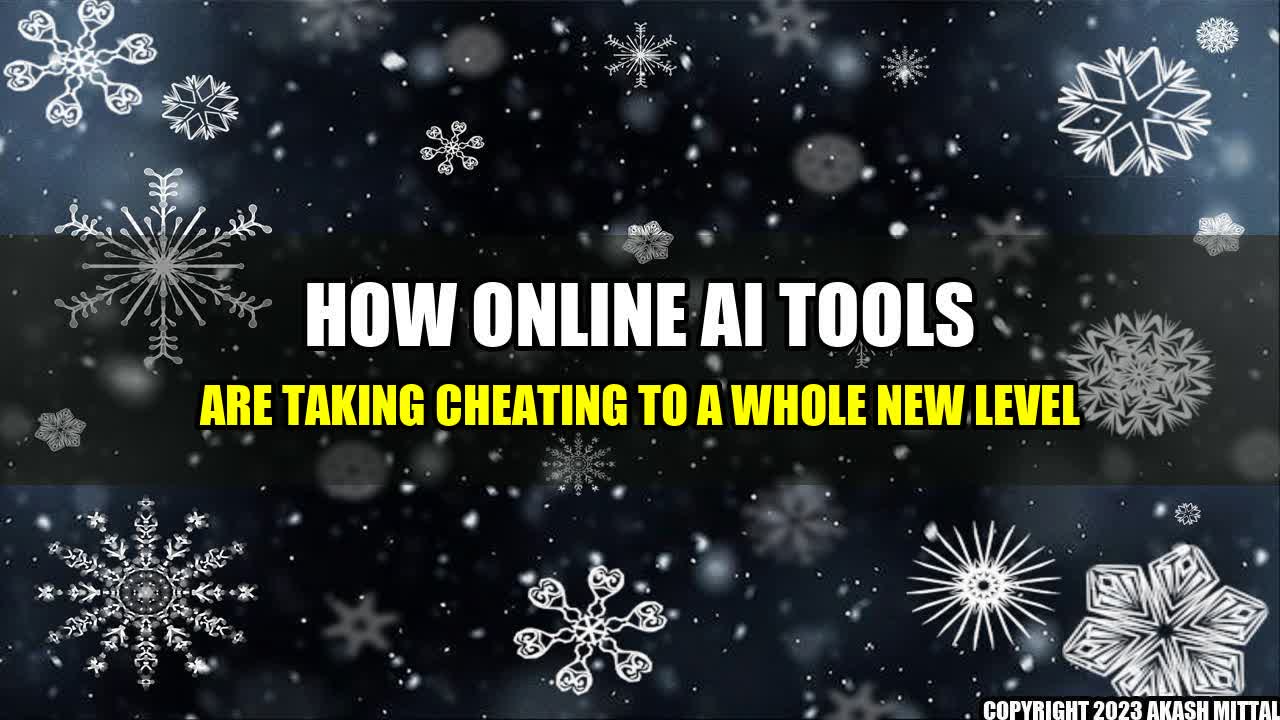 HOW ONLINE AI TOOLS
ARE TAKING CHEATING TO A WHOLE NEW LEVEL
COPYRIGHT 2023 AKASH MITTAL